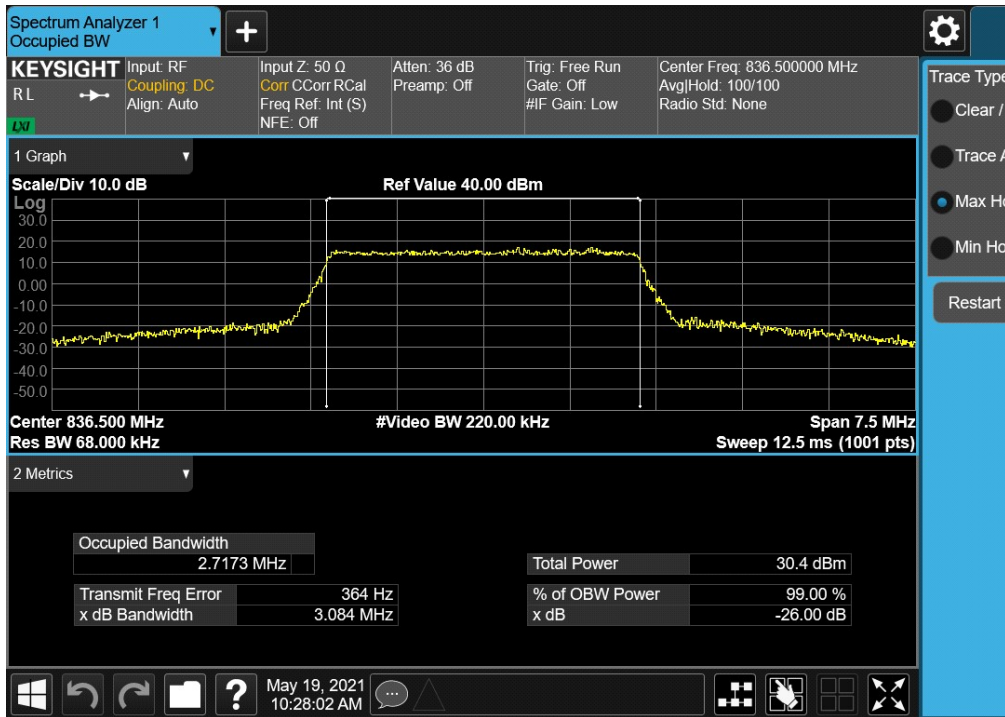 Spectrum Analyzer 1
Occupied BW
+
KEYSIGHT
RL
LXI
Input: RF
Coupling: DC
Align: Auto
Input Z: 50 Ω
Corr CCorr RCal
Freq Ref: Int (S)
NFE: Off
Atten: 36 dB
Preamp: Off
Trig: Free Run
Gate: Off
#IF Gain: Low
Center Freq: 836.500000 MHz
Avg|Hold: 100/100
Radio Std: None
Trace Type
Clear /
Trace A
Max Ho
Min Ho
Restart
1 Graph
Scale/Div 10.0 dB
Ref Value 40.00 dBm
Log
30.0
20.0
10.0
0.00
-10.0
-20.0
-30.0
-40.0
-50.0
Center 836.500 MHz
#Video BW 220.00 kHz
Span 7.5 MHz
Res BW 68.000 kHz
Sweep 12.5 ms (1001 pts)
2 Metrics
Occupied Bandwidth
2.7173 MHz
Total Power 30.4 dBm
Transmit Freq Error 364 Hz
% of OBW Power 99.00 %
x dB Bandwidth 3.084 MHz
x dB -26.00 dB
?
May 19, 2021
10:28:02 AM